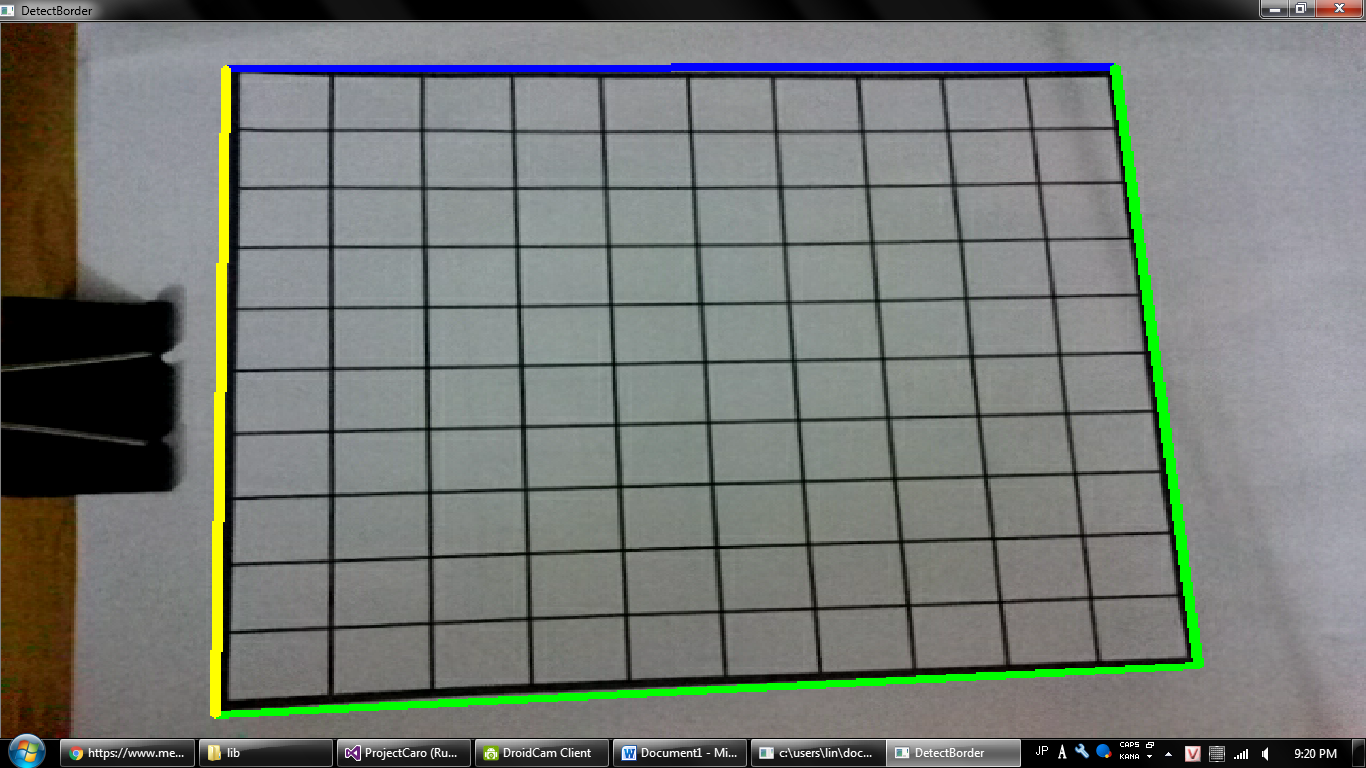 DetectBorder
https://www.me...
lib
ProjectCaro (Ru...
DroidCam Client
Document1 - Mi...
c:\users\lin\doc...
DetectBorder
JP
A
CAPS
KANA
V
9:20 PM